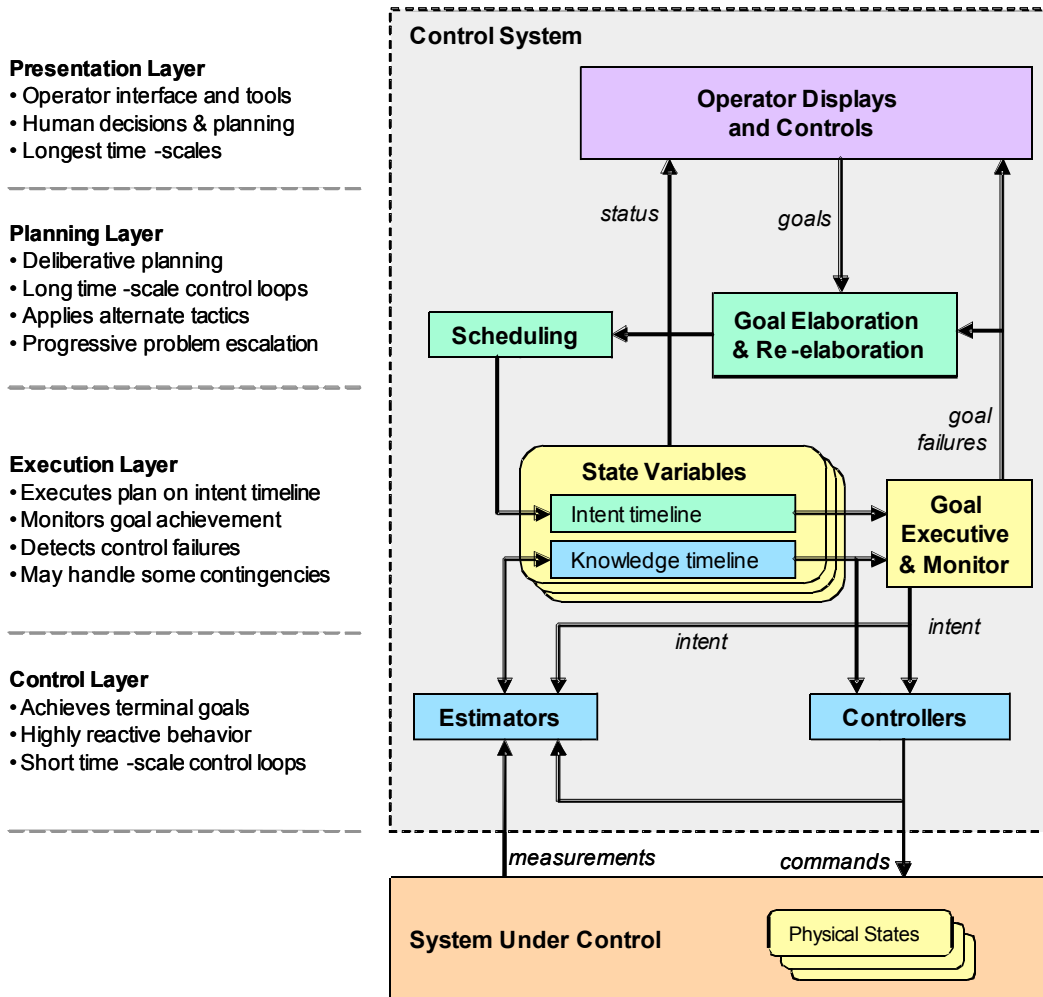 Control System
Presentation Layer
• Operator interface and tools
• Human decisions & planning
• Longest time -scales
Operator Displays
and Controls
status
goals
Planning Layer
• Deliberative planning
• Long time -scale control loops
• Applies alternate tactics
• Progressive problem escalation
Scheduling
Goal Elaboration
& Re -elaboration
goal
failures
Execution Layer
• Executes plan on intent timeline
• Monitors goal achievement
• Detects control failures
• May handle some contingencies
State Variables
Intent timeline
Knowledge timeline
Goal
Executive
& Monitor
intent
intent
Control Layer
• Achieves terminal goals
• Highly reactive behavior
• Short time -scale control loops
Estimators
Controllers
measurements
commands
System Under Control
Physical States